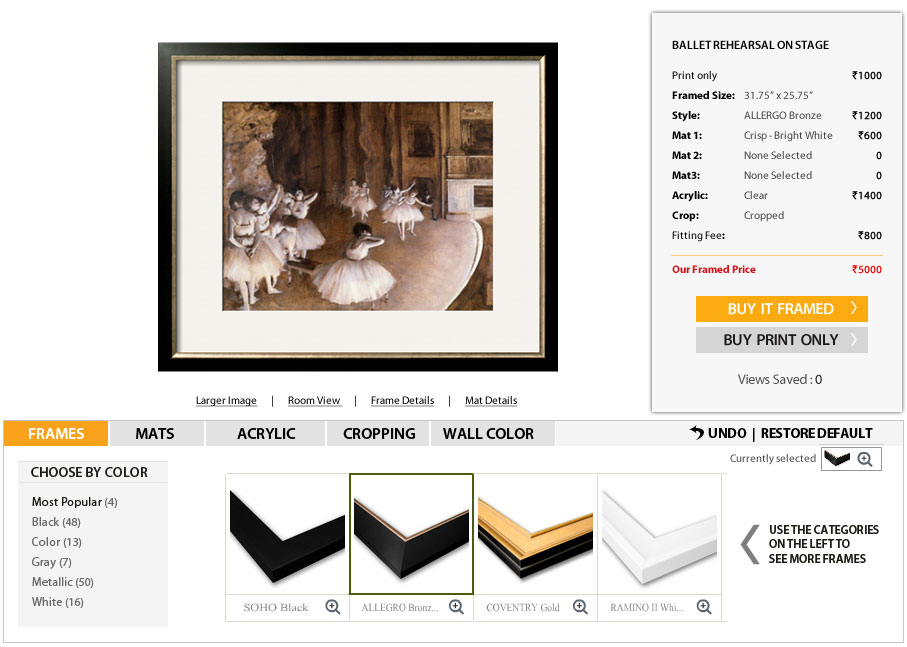 BALLET REHEARSAL ON STAGE
Print only ₹1000
Framed Size: 31.75” x 25.75”
Style: ALLERGO Bronze ₹1200
Mat 1: Crisp - Bright White ₹600
Mat 2: None Selected 0
Mat3: None Selected 0
Acrylic: Clear ₹1400
Crop: Cropped
Fitting Fee: ₹800
Our Framed Price ₹5000
BUY IT FRAMED
BUY PRINT ONLY
Views Saved : 0
Larger Image | Room View | Frame Details | Mat Details
FRAMES MATS ACRYLIC CROPPING WALL COLOR UNDO | RESTORE DEFAULT
Currently selected
CHOOSE BY COLOR
Most Popular (4)
Black (48)
Color (13)
Gray (7)
Metallic (50)
White (16)
SOHO Black ALLEGRO Bronz... COVENTRY Gold RAMINO II Whi...
USE THE CATEGORIES
ON THE LEFT TO
SEE MORE FRAMES